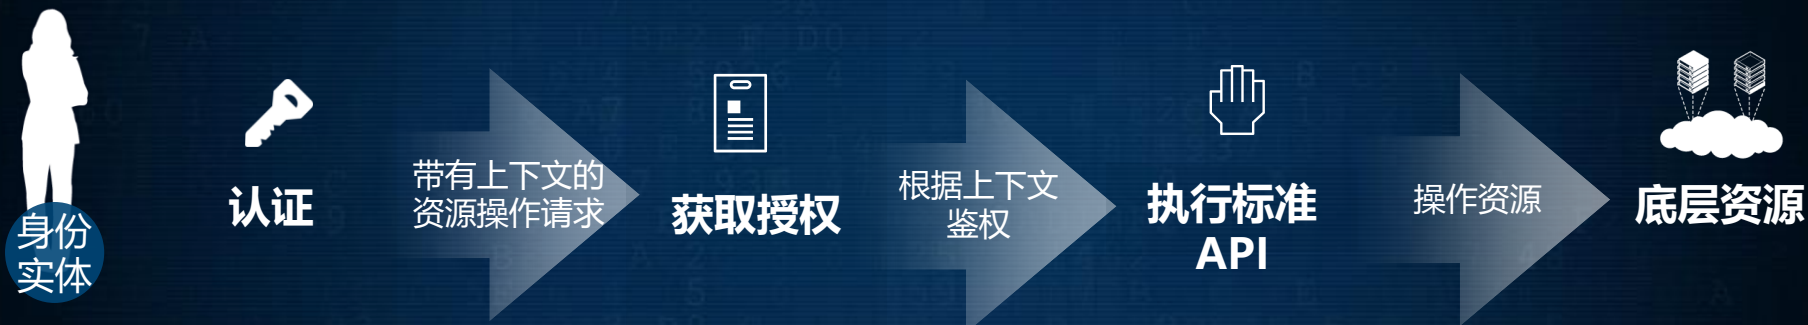 身份
实体
认证
带有上下文的
资源操作请求
获取授权
根据上下文
鉴权
执行标准
API
操作资源
底层资源